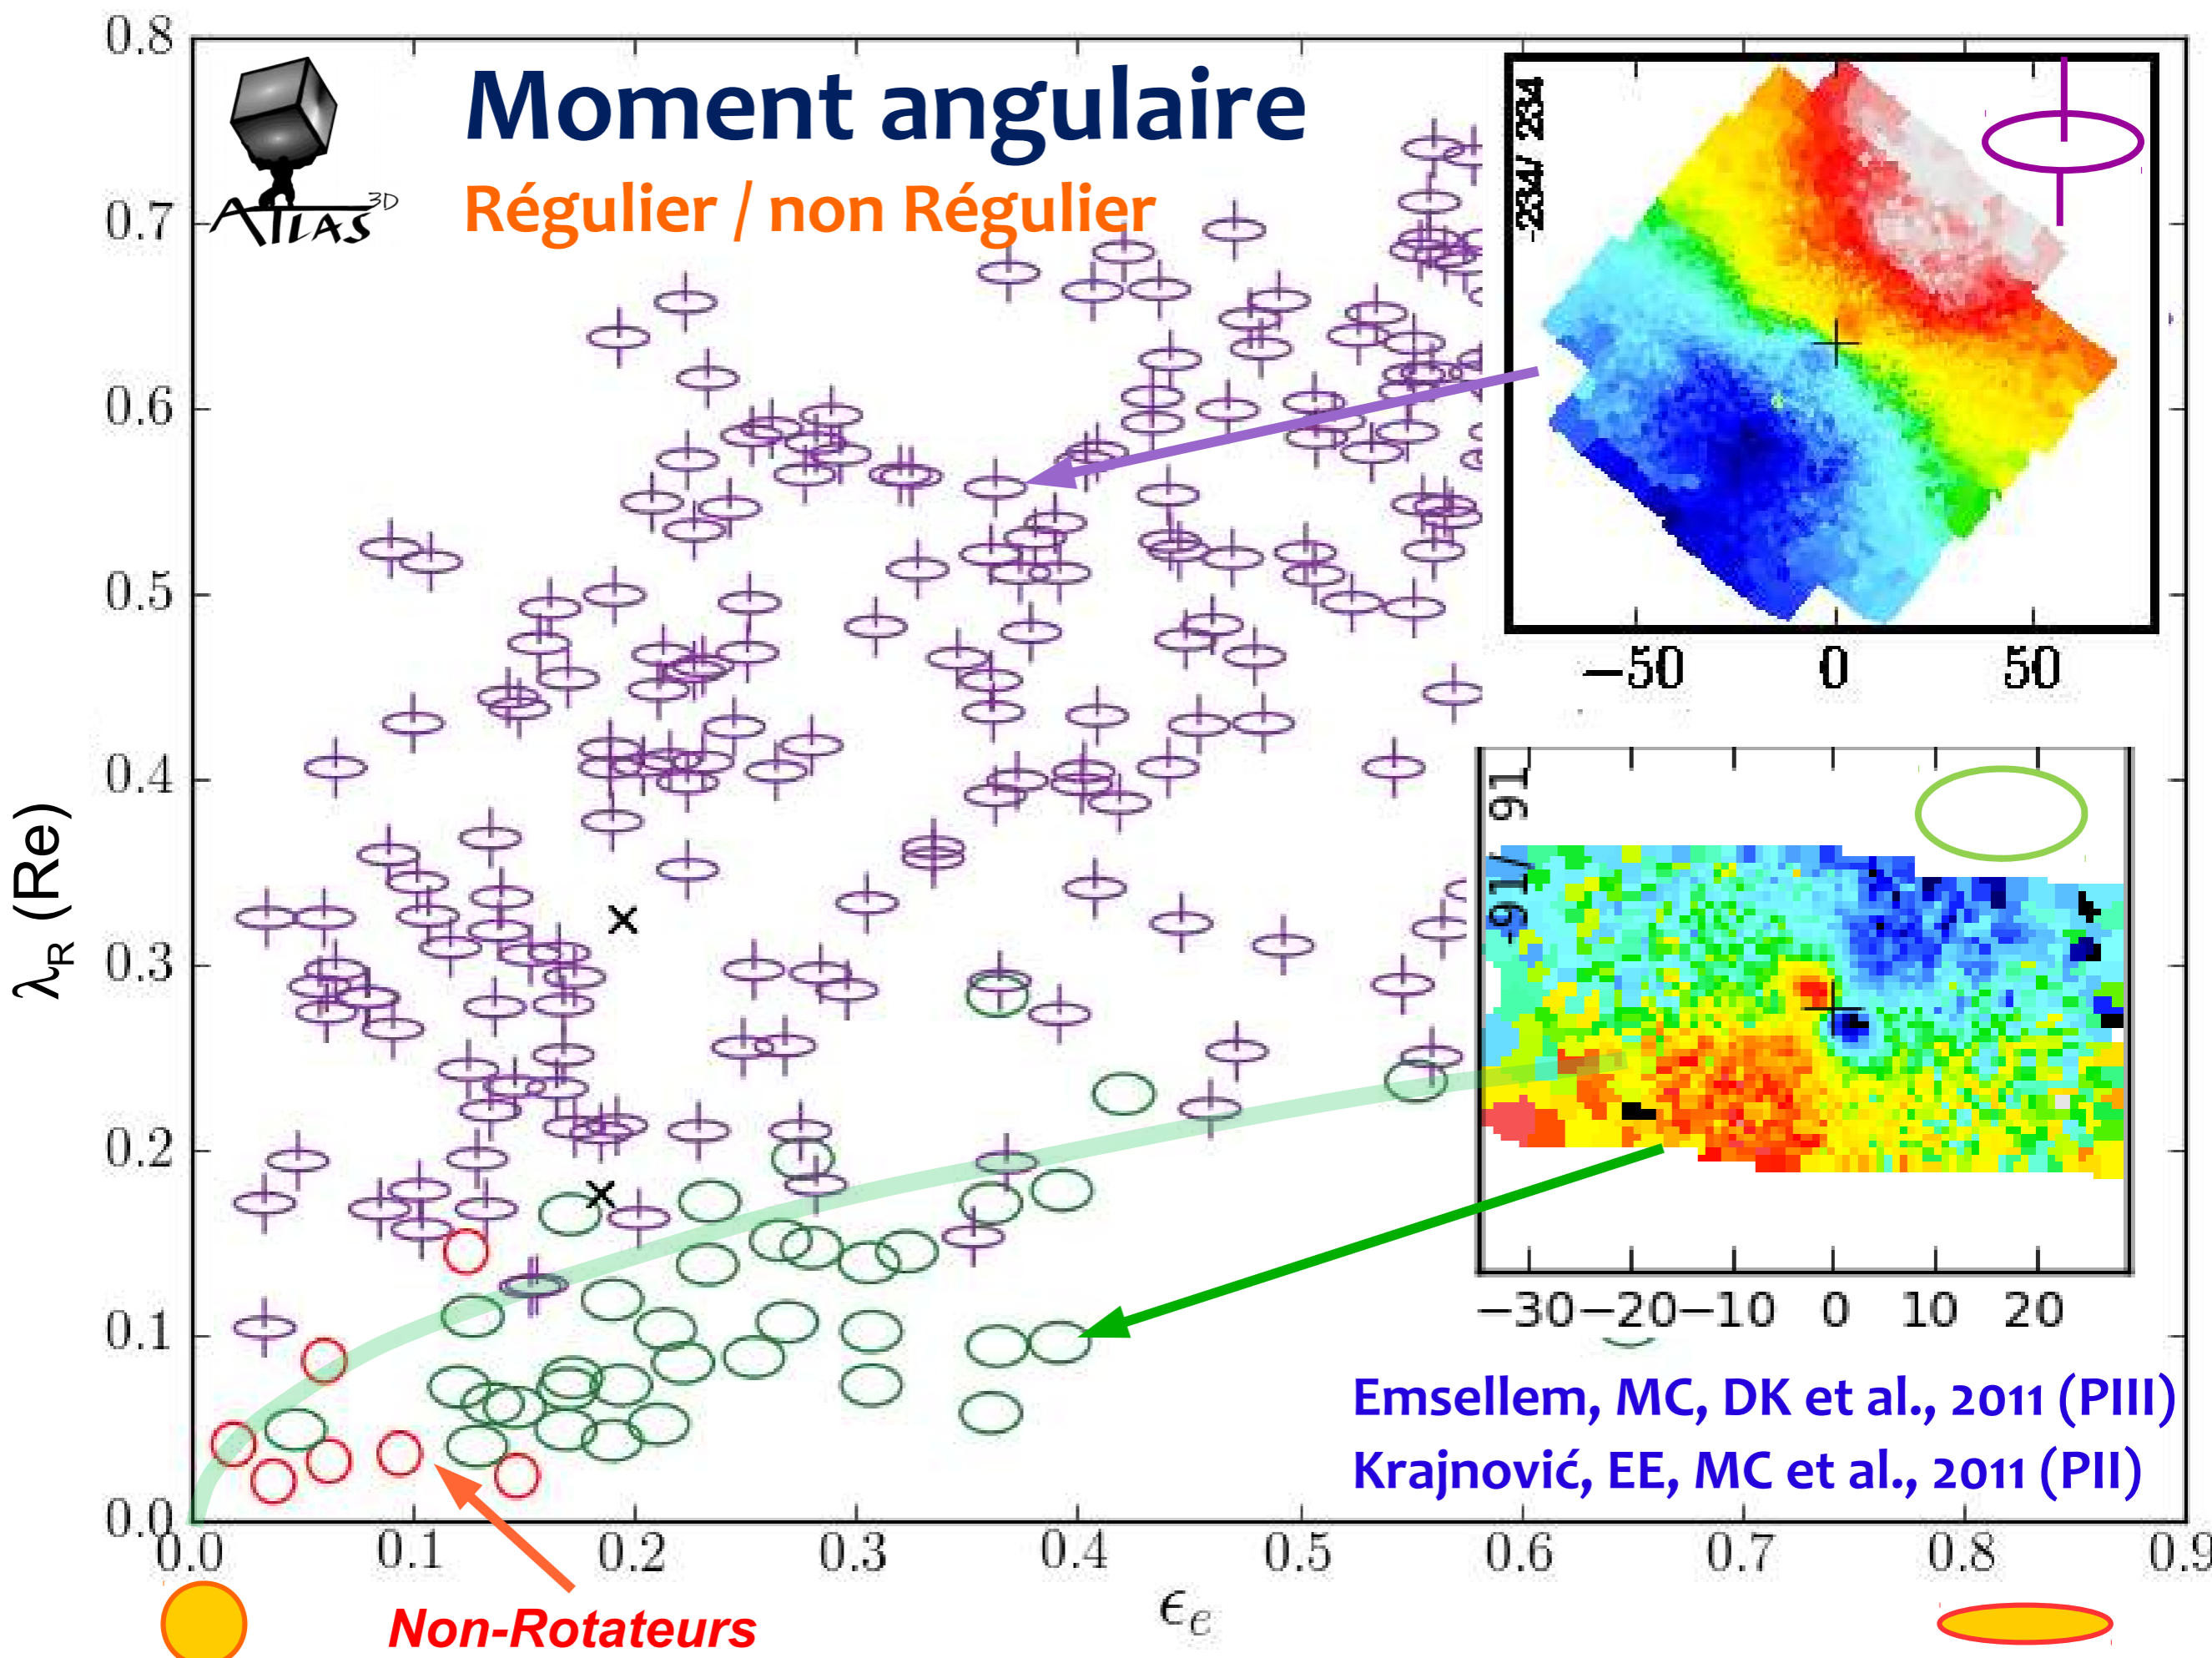 0.8
Moment angulaire
Régulier / non Régulier
ATLAS 3D
0.7
0.6
0.5
0.4
0.3
0.2
0.1
0.0
λR (Re)
-234/ 234
−50 0 50
-91/ 91
−30 −20 −10 0 10 20
Emsellem, MC, DK et al., 2011 (PIII)
Krajnović, EE, MC et al., 2011 (PII)
0.0 0.1 0.2 0.3 0.4 0.5 0.6 0.7 0.8 0.9
ϵe
Non-Rotateurs